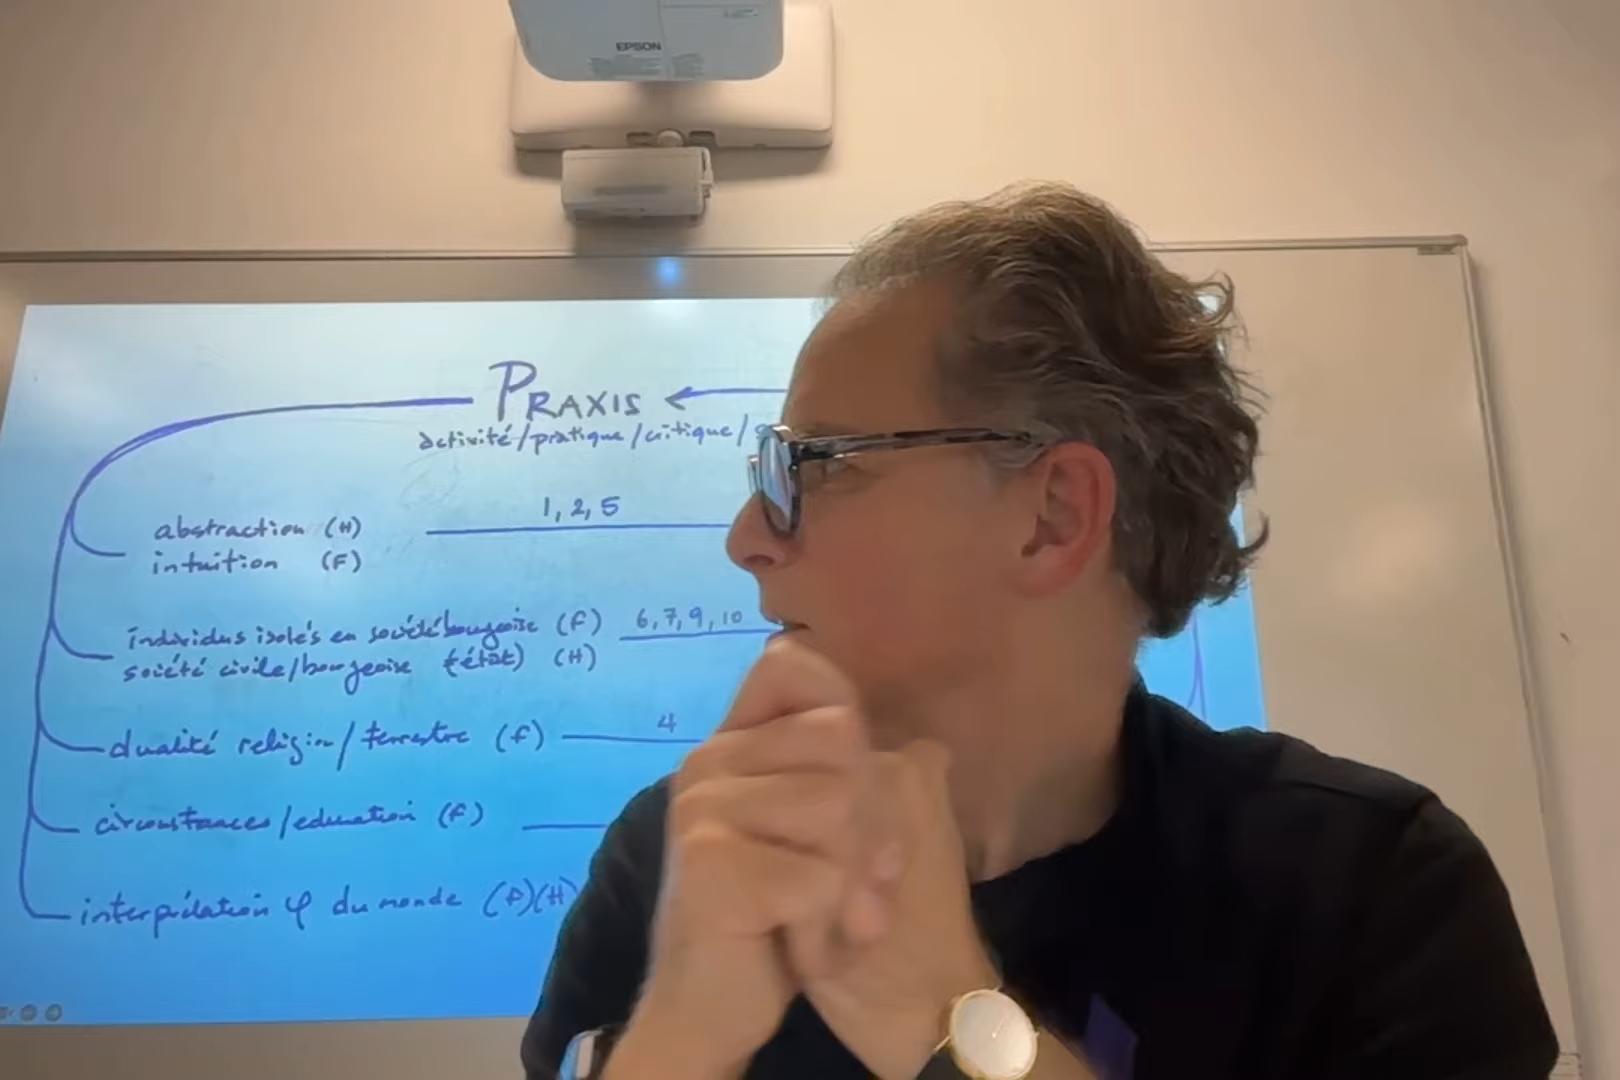 EPSON
PRAXIS
activité/pratique/critique/
abstraction (H)
1, 2, 5
intuition (F)
individus isolés en société bourgeoise (F)
6, 7, 9, 10
société civile/bourgeoise (état) (H)
dualité religion/terrestre (F)
4
circonstances/education (F)
interprétation φ du monde (F)(H)